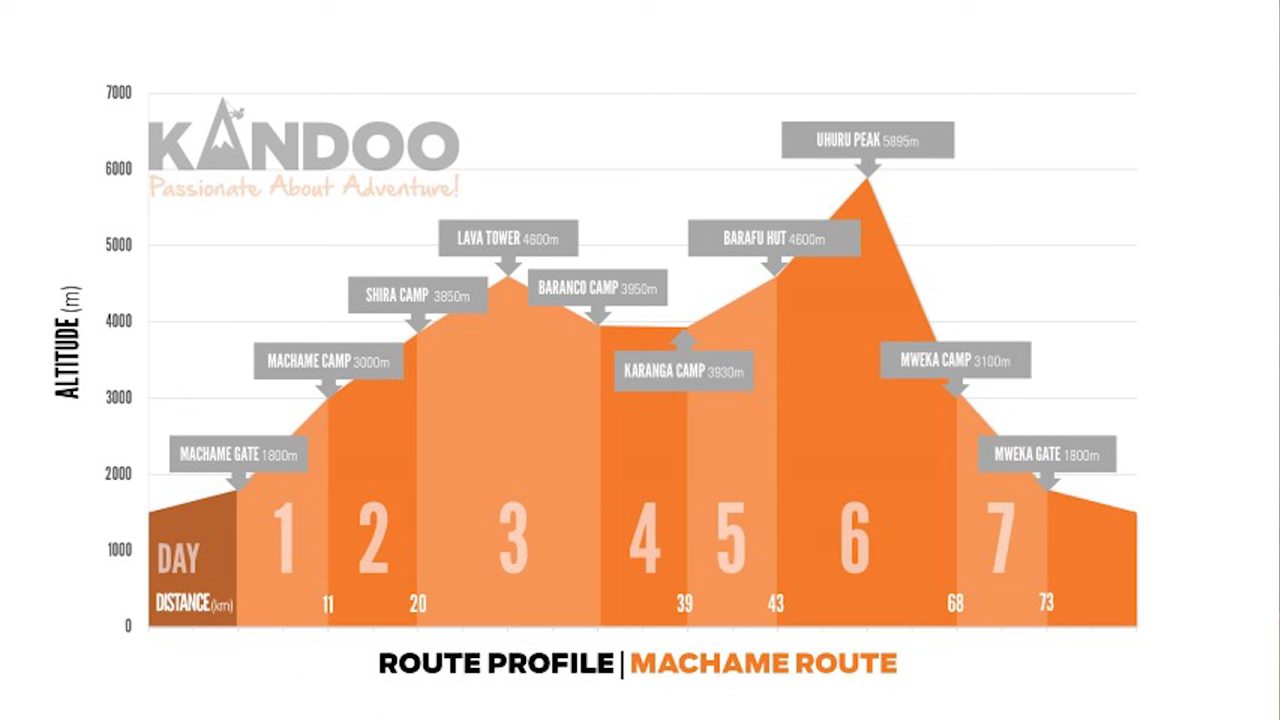 7000
KANDOO
Passionate About Adventure!
6000
5000
4000
3000
2000
1000
0
ALTITUDE (m)
UHURU PEAK 5895m
LAVA TOWER 4600m
BARAFU HUT 4600m
SHIRA CAMP 3850m
BARANCO CAMP 3950m
MACHAME CAMP 3000m
KARANGA CAMP 3930m
MWEKA CAMP 3100m
MACHAME GATE 1800m
MWEKA GATE 1800m
DAY 1 2 3 4 5 6 7
DISTANCE (km) 11 20 39 43 68 73
ROUTE PROFILE | MACHAME ROUTE